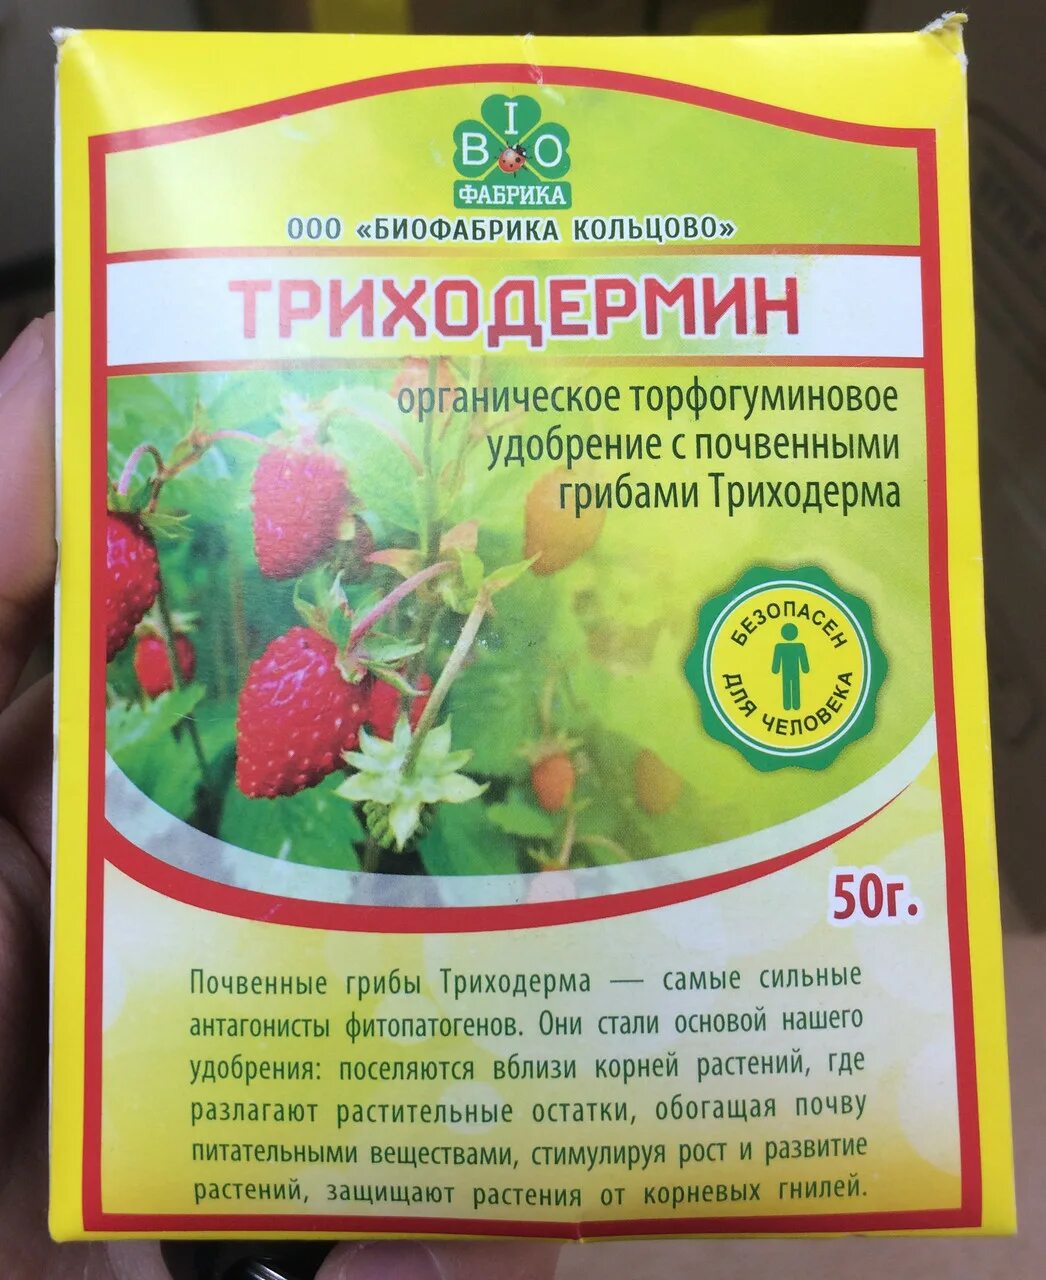 BIO
ФАБРИКА
ООО «БИОФАБРИКА КОЛЬЦОВО»
ТРИХОДЕРМИН
органическое торфогуминовое
удобрение с почвенными
грибами Триходерма
БЕЗОПАСЕН
ДЛЯ ЧЕЛОВЕКА
50г.
Почвенные грибы Триходерма — самые сильные
антагонисты фитопатогенов. Они стали основой нашего
удобрения: поселяются вблизи корней растений, где
разлагают растительные остатки, обогащая почву
питательными веществами, стимулируя рост и развитие
растений, защищают растения от корневых гнилей.